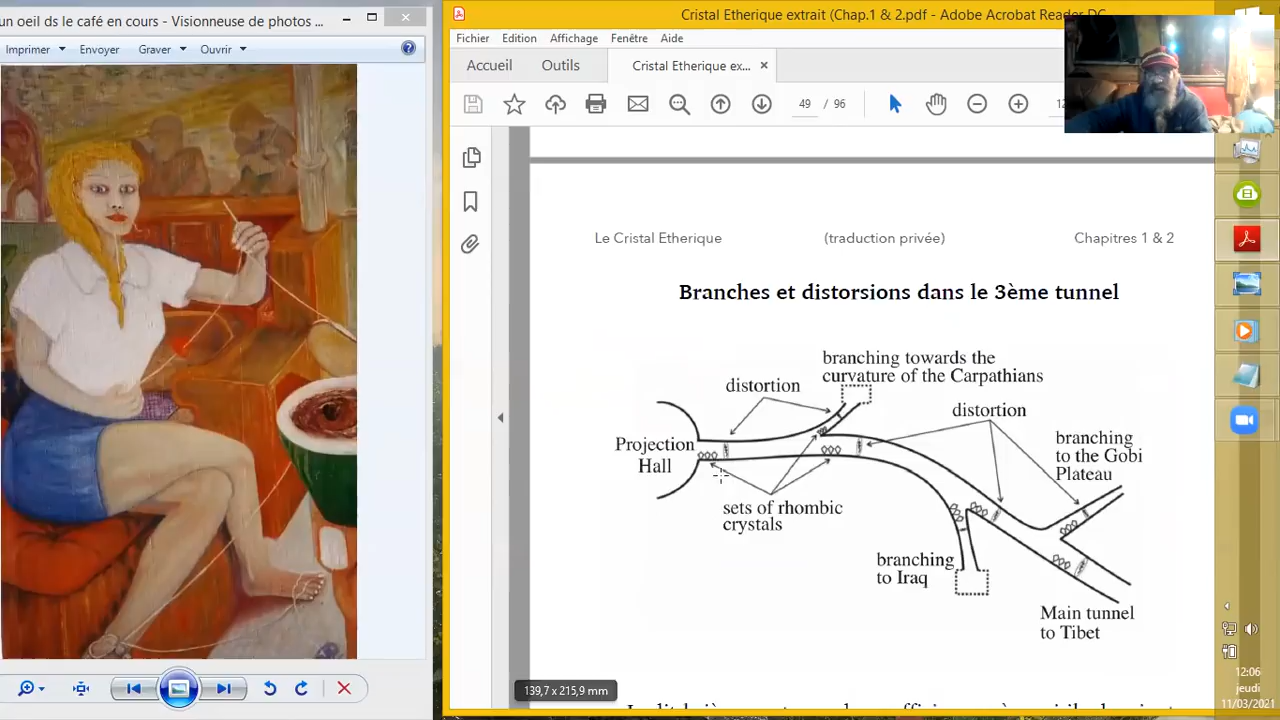 un oeil ds le café en cours - Visionneuse de photos ...
Imprimer
Envoyer
Graver
Ouvrir
Cristal Etherique extrait (Chap.1 & 2.pdf - Adobe Acrobat Reader DC
Fichier
Edition
Affichage
Fenêtre
Aide
Accueil
Outils
Cristal Etherique ex...
49 / 96
12
Le Cristal Etherique
(traduction privée)
Chapitres 1 & 2
Branches et distorsions dans le 3ème tunnel
branching towards the
curvature of the Carpathians
distortion
distortion
Projection
Hall
branching
to the Gobi
Plateau
sets of rhombic
crystals
branching
to Iraq
Main tunnel
to Tibet
139,7 x 215,9 mm
12:06
jeudi
11/03/2021